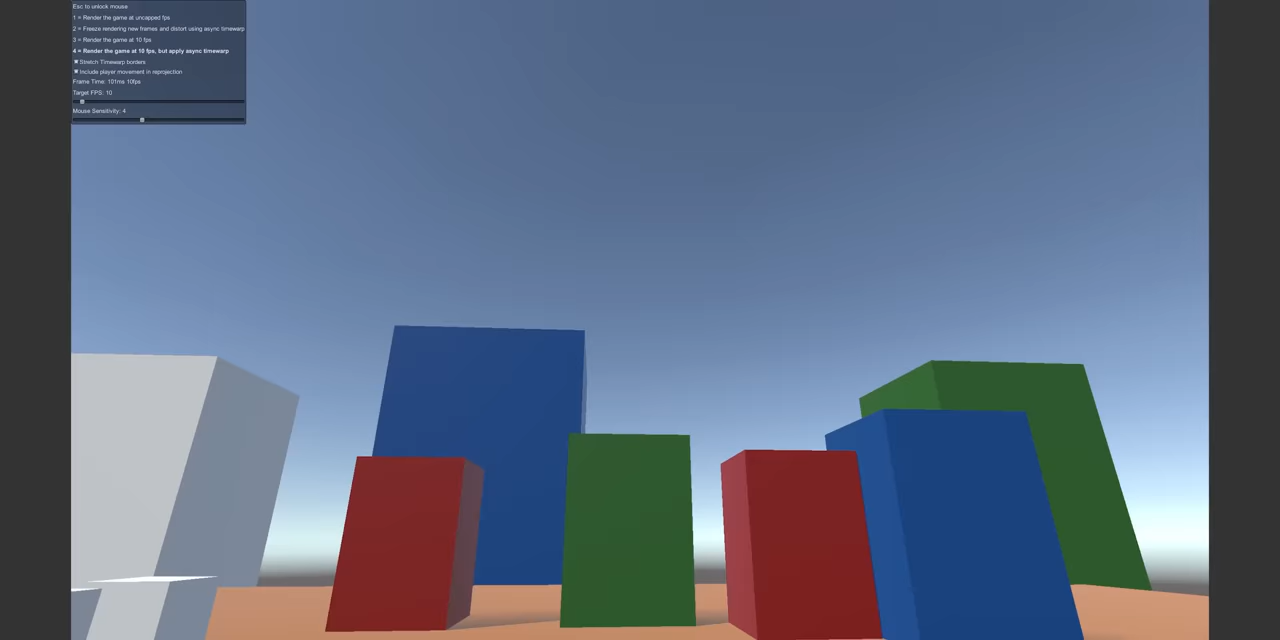 Esc to unlock mouse
1 = Render the game at uncapped fps
2 = Freeze rendering new frames and distort using async timewarp
3 = Render the game at 10 fps
4 = Render the game at 10 fps, but apply async timewarp
Stretch Timewarp borders
Include player movement in reprojection
Frame Time: 101ms 10fps
Target FPS: 10
Mouse Sensitivity: 4